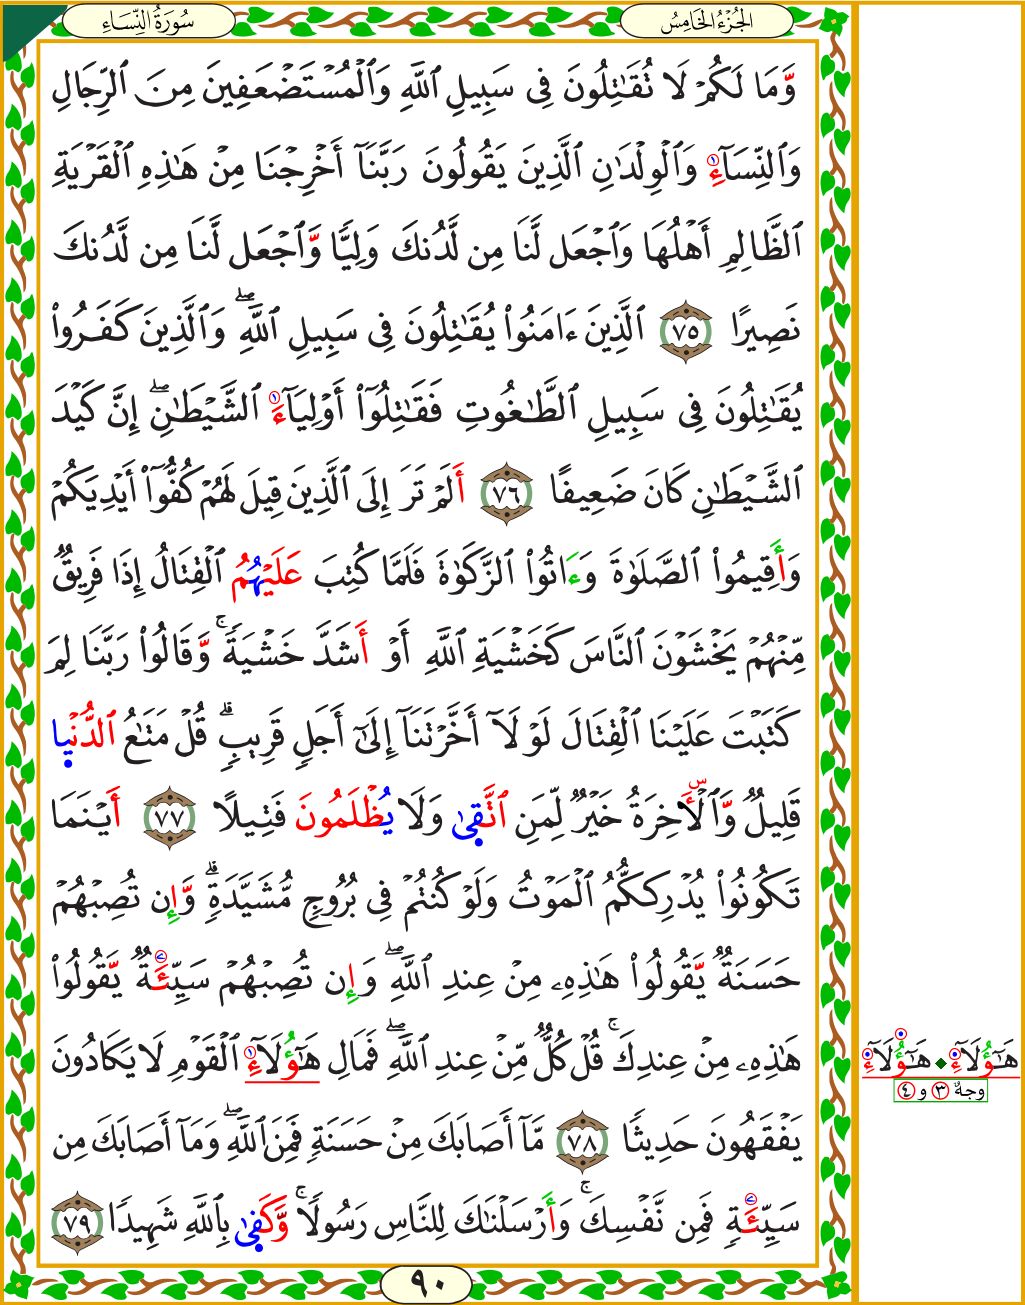 الجُزْءُ الخَامِسُ
سُورَةُ النِّسَاءِ
وَّمَا لَكُمْ لَا تُقَٰتِلُونَ فِى سَبِيلِ ٱللَّهِ وَٱلْمُسْتَضْعَفِينَ مِنَ ٱلرِّجَالِ
وَٱلنِّسَآءِ وَٱلْوِلْدَٰنِ ٱلَّذِينَ يَقُولُونَ رَبَّنَآ أَخْرِجْنَا مِنْ هَٰذِهِ ٱلْقَرْيَةِ
ٱلظَّالِمِ أَهْلُهَا وَٱجْعَل لَّنَا مِن لَّدُنكَ وَلِيًّا وَّٱجْعَل لَّنَا مِن لَّدُنكَ
نَصِيرًا ٧٥ ٱلَّذِينَ ءَامَنُوا۟ يُقَٰتِلُونَ فِى سَبِيلِ ٱللَّهِۖ وَٱلَّذِينَ كَفَرُوا۟
يُقَٰتِلُونَ فِى سَبِيلِ ٱلطَّٰغُوتِ فَقَٰتِلُوٓا۟ أَوْلِيَآءَ ٱلشَّيْطَٰنِۖ إِنَّ كَيْدَ
ٱلشَّيْطَٰنِ كَانَ ضَعِيفًا ٧٦ أَلَمْ تَرَ إِلَى ٱلَّذِينَ قِيلَ لَهُمْ كُفُّوٓا۟ أَيْدِيَكُمْ
وَأَقِيمُوا۟ ٱلصَّلَوٰةَ وَءَاتُوا۟ ٱلزَّكَوٰةَ فَلَمَّا كُتِبَ عَلَيْهُمُ ٱلْقِتَالُ إِذَا فَرِيقٌ
مِّنْهُمْ يَخْشَوْنَ ٱلنَّاسَ كَخَشْيَةِ ٱللَّهِ أَوْ أَشَدَّ خَشْيَةًۚ وَّقَالُوا۟ رَبَّنَا لِمَ
كَتَبْتَ عَلَيْنَا ٱلْقِتَالَ لَوْلَآ أَخَّرْتَنَآ إِلَىٰٓ أَجَلٍ قَرِيبٍۗ قُلْ مَتَٰعُ ٱلدُّنْيَا
قَلِيلٌ وَّٱلْأَخِرَةُ خَيْرٌ لِّمَنِ ٱتَّقَىٰ وَلَا يُظْلَمُونَ فَتِيلًا ٧٧ أَيْنَمَا
تَكُونُوا۟ يُدْرِككُّمُ ٱلْمَوْتُ وَلَوْ كُنتُمْ فِى بُرُوجٍ مُّشَيَّدَةٍۗ وَّإِن تُصِبْهُمْ
حَسَنَةٌ يَّقُولُوا۟ هَٰذِهِۦ مِنْ عِندِ ٱللَّهِۖ وَإِن تُصِبْهُمْ سَيِّئَةٌ يَّقُولُوا۟
هَٰذِهِۦ مِنْ عِندِكَۚ قُلْ كُلٌّ مِّنْ عِندِ ٱللَّهِۖ فَمَالِ هَٰٓؤُلَآءِ ٱلْقَوْمِ لَا يَكَادُونَ
يَفْقَهُونَ حَدِيثًا ٧٨ مَّآ أَصَابَكَ مِنْ حَسَنَةٍ فَمِنَ ٱللَّهِۖ وَمَآ أَصَابَكَ مِن
سَيِّئَةٍ فَمِن نَّفْسِكَۚ وَأَرْسَلْنَٰكَ لِلنَّاسِ رَسُولًاۚ وَّكَفَىٰ بِٱللَّهِ شَهِيدًا ٧٩
٩٠
هَٰٓؤُلَآءِ ◆ هَٰٓؤُلَآءِ
وجهٌ ٣ و ٤